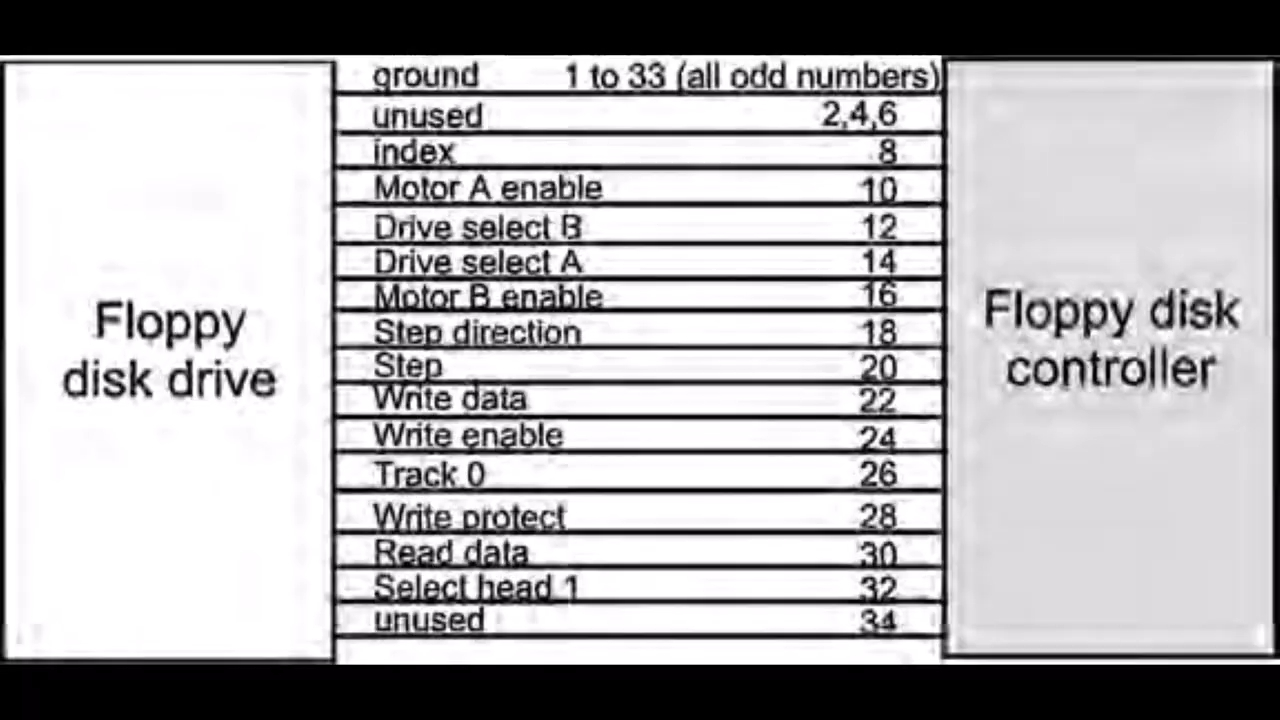 ground 1 to 33 (all odd numbers)
unused 2,4,6
index 8
Motor A enable 10
Drive select B 12
Drive select A 14
Motor B enable 16
Step direction 18
Step 20
Write data 22
Write enable 24
Track 0 26
Write protect 28
Read data 30
Select head 1 32
unused 34
Floppy
disk drive
Floppy disk
controller